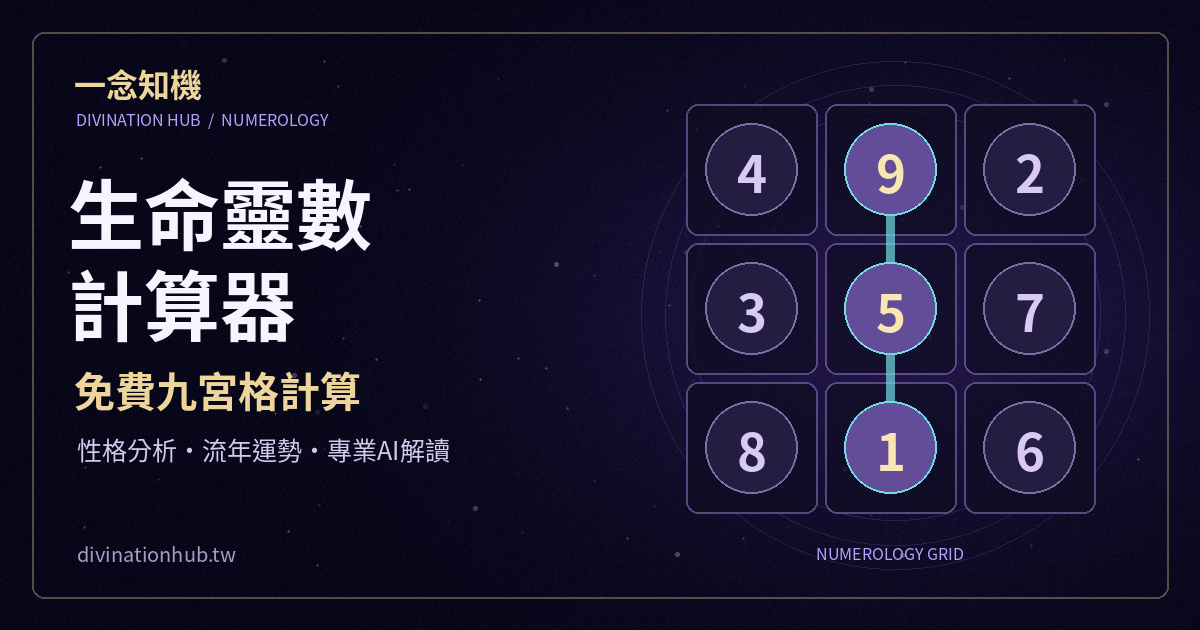 一念知機
DIVINATION HUB / NUMEROLOGY
生命靈數
計算器
免費九宮格計算
性格分析・流年運勢・專業AI解讀
divinationhub.tw
4 9 2
3 5 7
8 1 6
NUMEROLOGY GRID